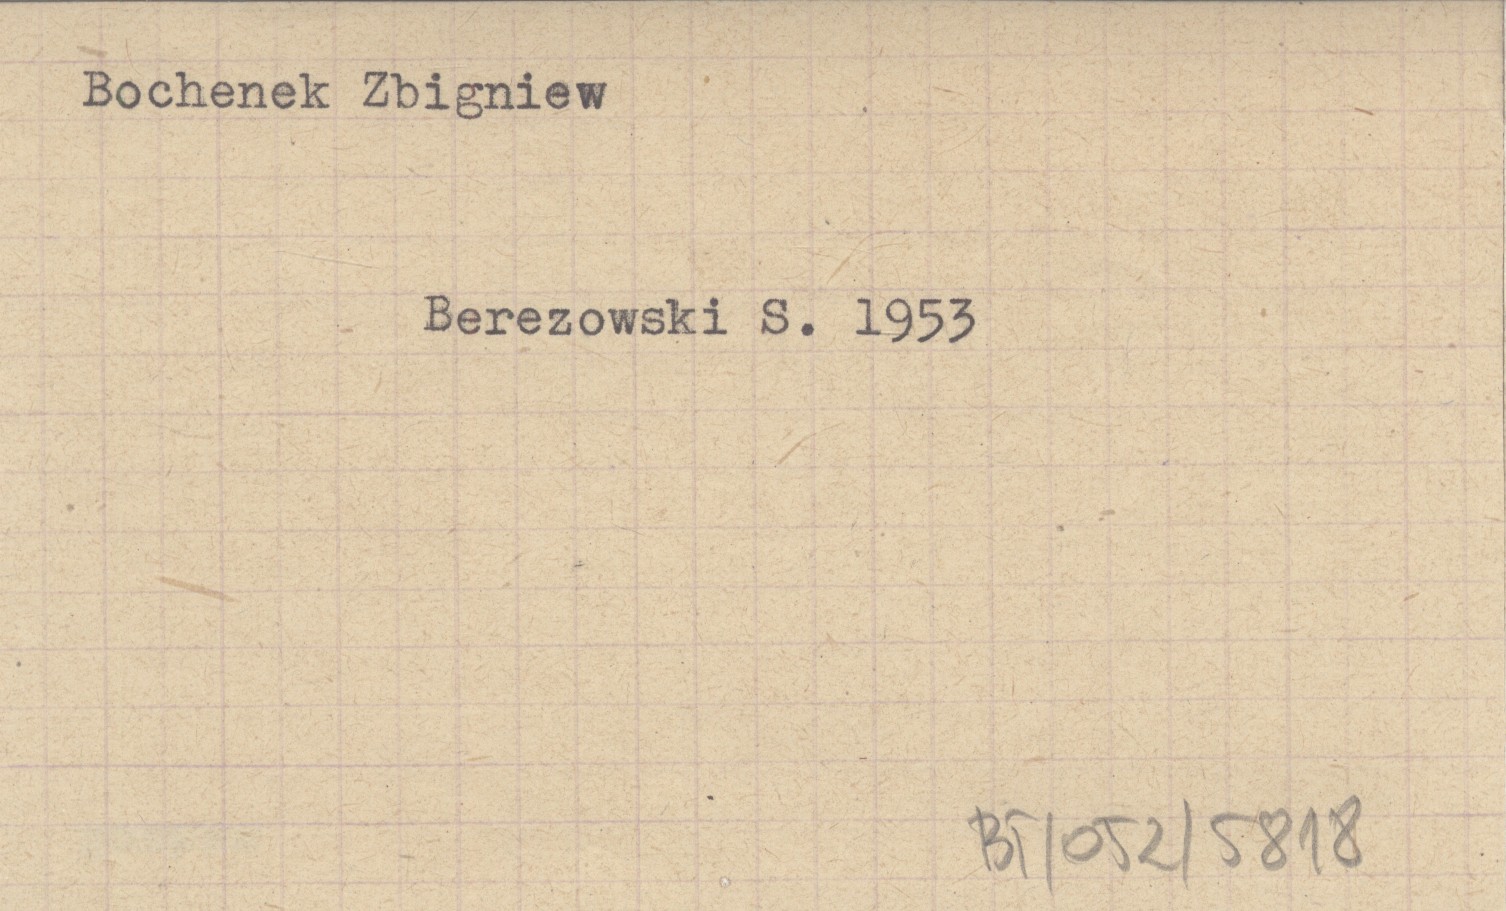 Bochenek Zbigniew
Berezowski S. 1953
BT/052/5818